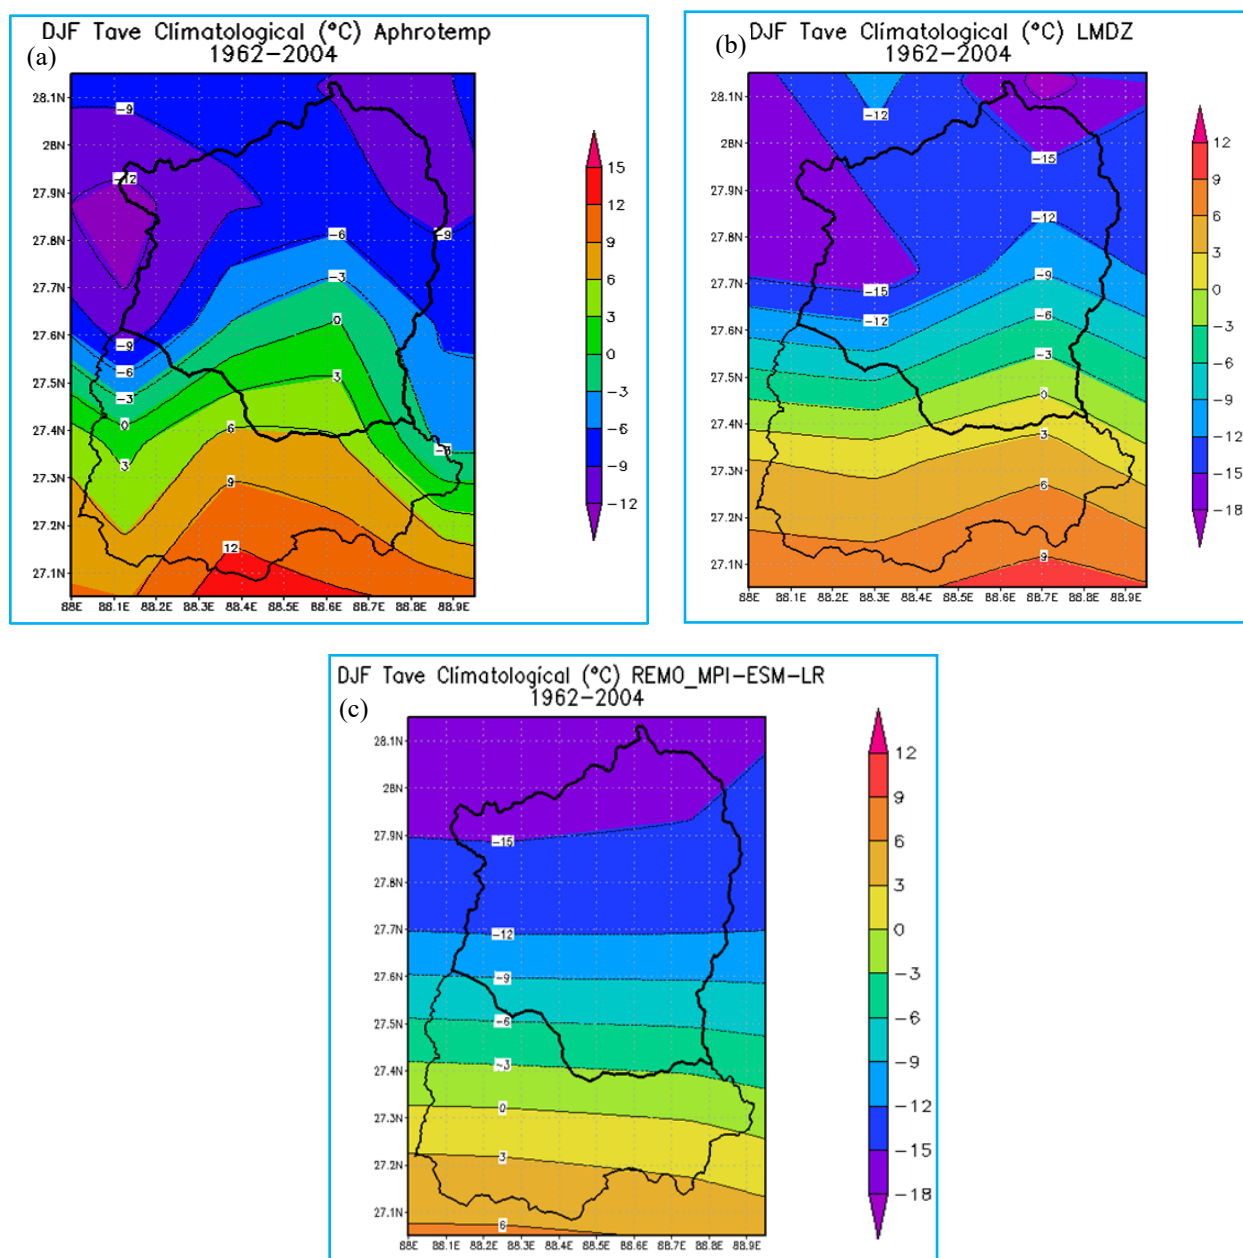 DJF Tave Climatological (°C) Aphrotemp
(a)
1962-2004
28.1N
28N
27.9N
27.8N
27.7N
27.6N
27.5N
27.4N
27.3N
27.2N
27.1N
88E 88.1E 88.2E 88.3E 88.4E 88.5E 88.6E 88.7E 88.8E 88.9E
-9
-12
-6
-9
-3
0
-9
-6
-3
3
0
6
-3
3
9
12
15
12
9
6
3
0
-3
-6
-9
-12
DJF Tave Climatological (°C) LMDZ
(b)
1962-2004
28.1N
28N
27.9N
27.8N
27.7N
27.6N
27.5N
27.4N
27.3N
27.2N
27.1N
88E 88.1E 88.2E 88.3E 88.4E 88.5E 88.6E 88.7E 88.8E 88.9E
-12
-15
-12
-9
-15
-6
-12
-3
0
3
6
9
12
9
6
3
0
-3
-6
-9
-12
-15
-18
DJF Tave Climatological (°C) REMO_MPI-ESM-LR
(c)
1962-2004
28.1N
28N
27.9N
27.8N
27.7N
27.6N
27.5N
27.4N
27.3N
27.2N
27.1N
88E 88.1E 88.2E 88.3E 88.4E 88.5E 88.6E 88.7E 88.8E 88.9E
-15
-12
-9
-6
-3
0
3
6
12
9
6
3
0
-3
-6
-9
-12
-15
-18